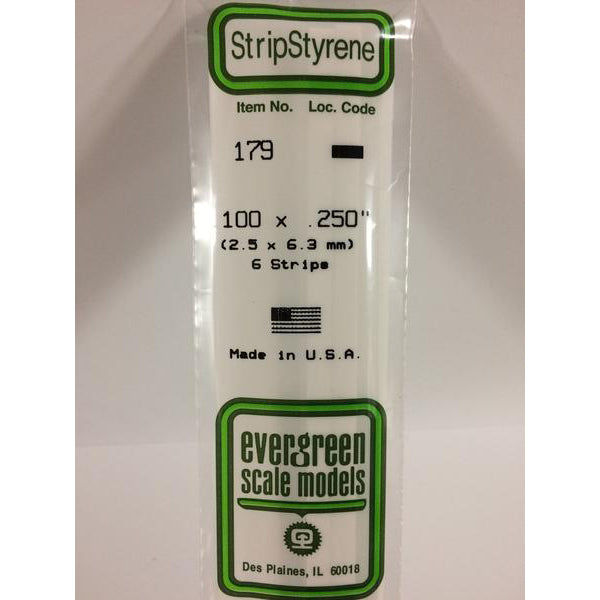 StripStyrene
Item No. Loc. Code
179
100 x .250"
(2.5 x 6.3 mm)
6 Strips
Made in U.S.A.
evergreen
scale models
Des Plaines, IL 60018